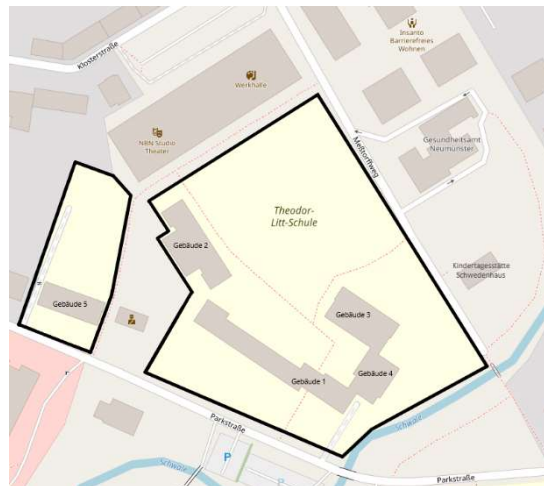 Klosterstraße
Insanto
Barrierefreies
Wohnen
Werkhalle
NRN Studio
Theater
Meßtorffweg
Gesundheitsamt
Neumünster
Theodor-
Litt-Schule
Gebäude 2
Kindertagesstätte
Schwedenhaus
Gebäude 5
Gebäude 3
Gebäude 4
Gebäude 1
Parkstraße
Schwale
P
Schwale
Parkstraße